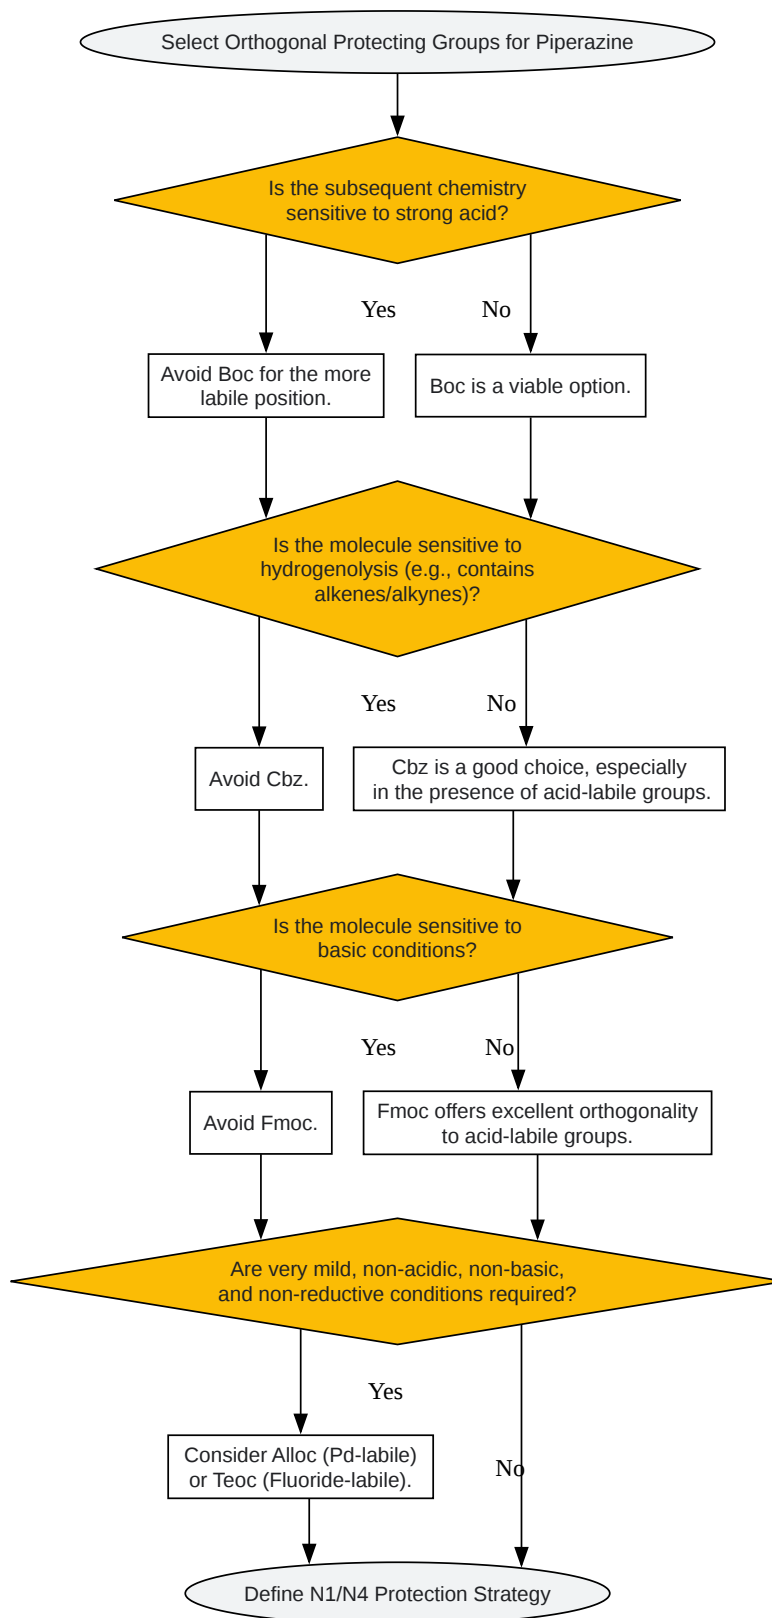 Select Orthogonal Protecting Groups for Piperazine
Is the subsequent chemistry
sensitive to strong acid?
Yes
No
Avoid Boc for the more
labile position.
Boc is a viable option.
Is the molecule sensitive to
hydrogenolysis (e.g., contains
alkenes/alkynes)?
Yes
No
Avoid Cbz.
Cbz is a good choice, especially
in the presence of acid-labile groups.
Is the molecule sensitive to
basic conditions?
Yes
No
Avoid Fmoc.
Fmoc offers excellent orthogonality
to acid-labile groups.
Are very mild, non-acidic, non-basic,
and non-reductive conditions required?
Yes
Consider Alloc (Pd-labile)
or Teoc (Fluoride-labile).
No
Define N1/N4 Protection Strategy